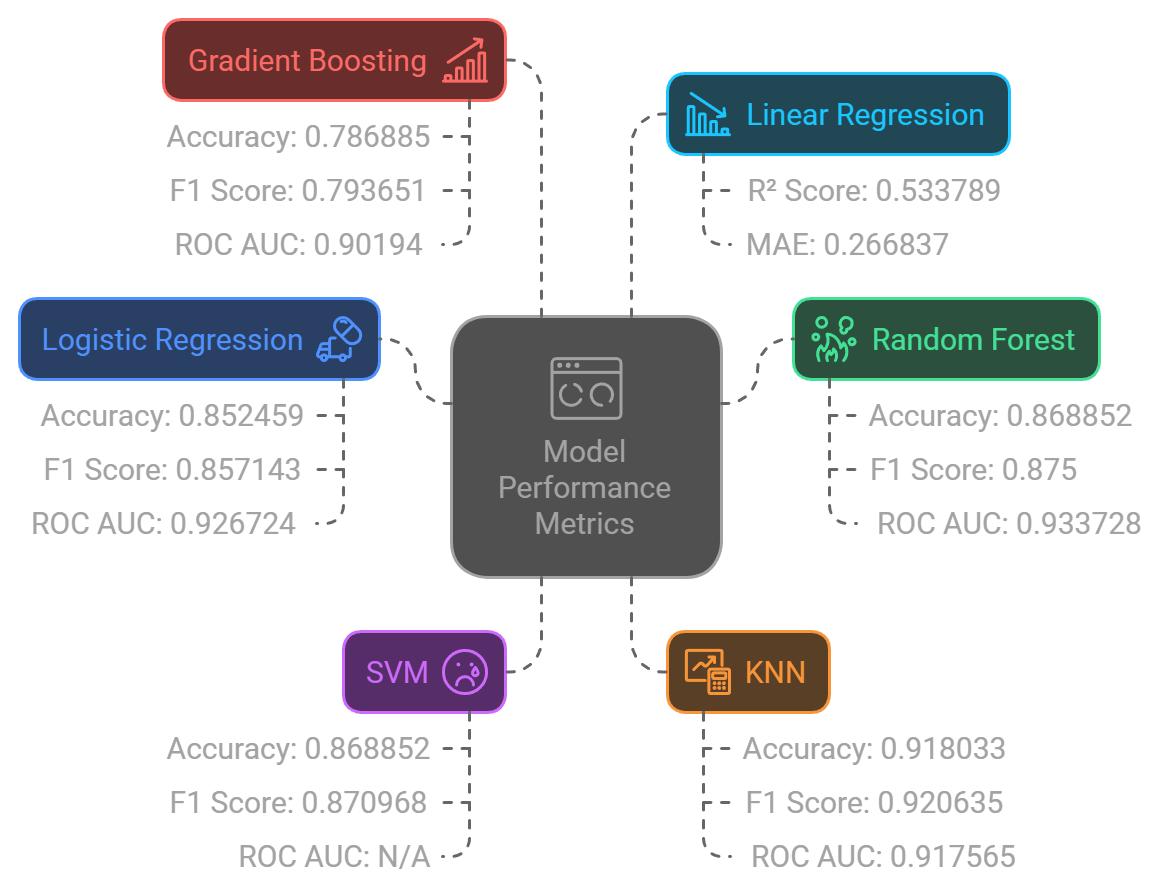 Gradient Boosting
Accuracy: 0.786885
F1 Score: 0.793651
ROC AUC: 0.90194
Linear Regression
R² Score: 0.533789
MAE: 0.266837
Logistic Regression
Accuracy: 0.852459
F1 Score: 0.857143
ROC AUC: 0.926724
Model
Performance
Metrics
Random Forest
Accuracy: 0.868852
F1 Score: 0.875
ROC AUC: 0.933728
SVM
Accuracy: 0.868852
F1 Score: 0.870968
ROC AUC: N/A
KNN
Accuracy: 0.918033
F1 Score: 0.920635
ROC AUC: 0.917565